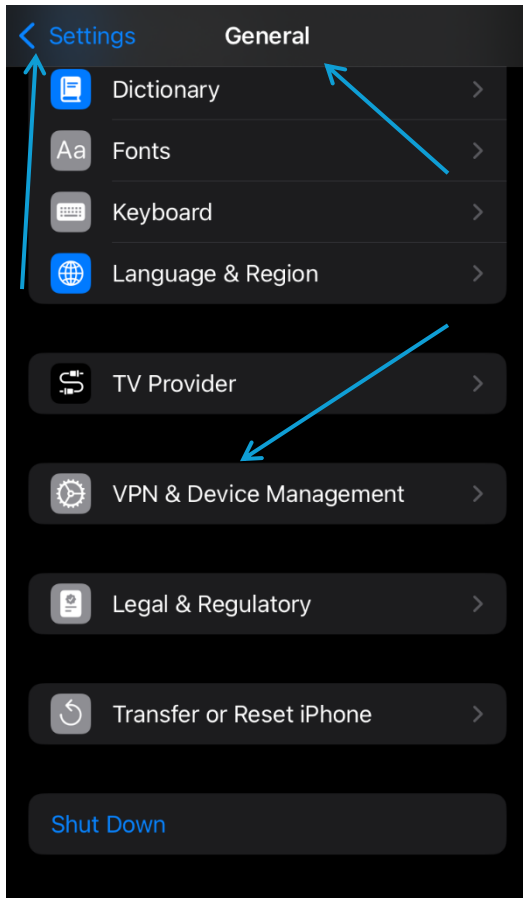 Settings General
Dictionary
Aa Fonts
Keyboard
Language & Region
TV Provider
VPN & Device Management
Legal & Regulatory
Transfer or Reset iPhone
Shut Down